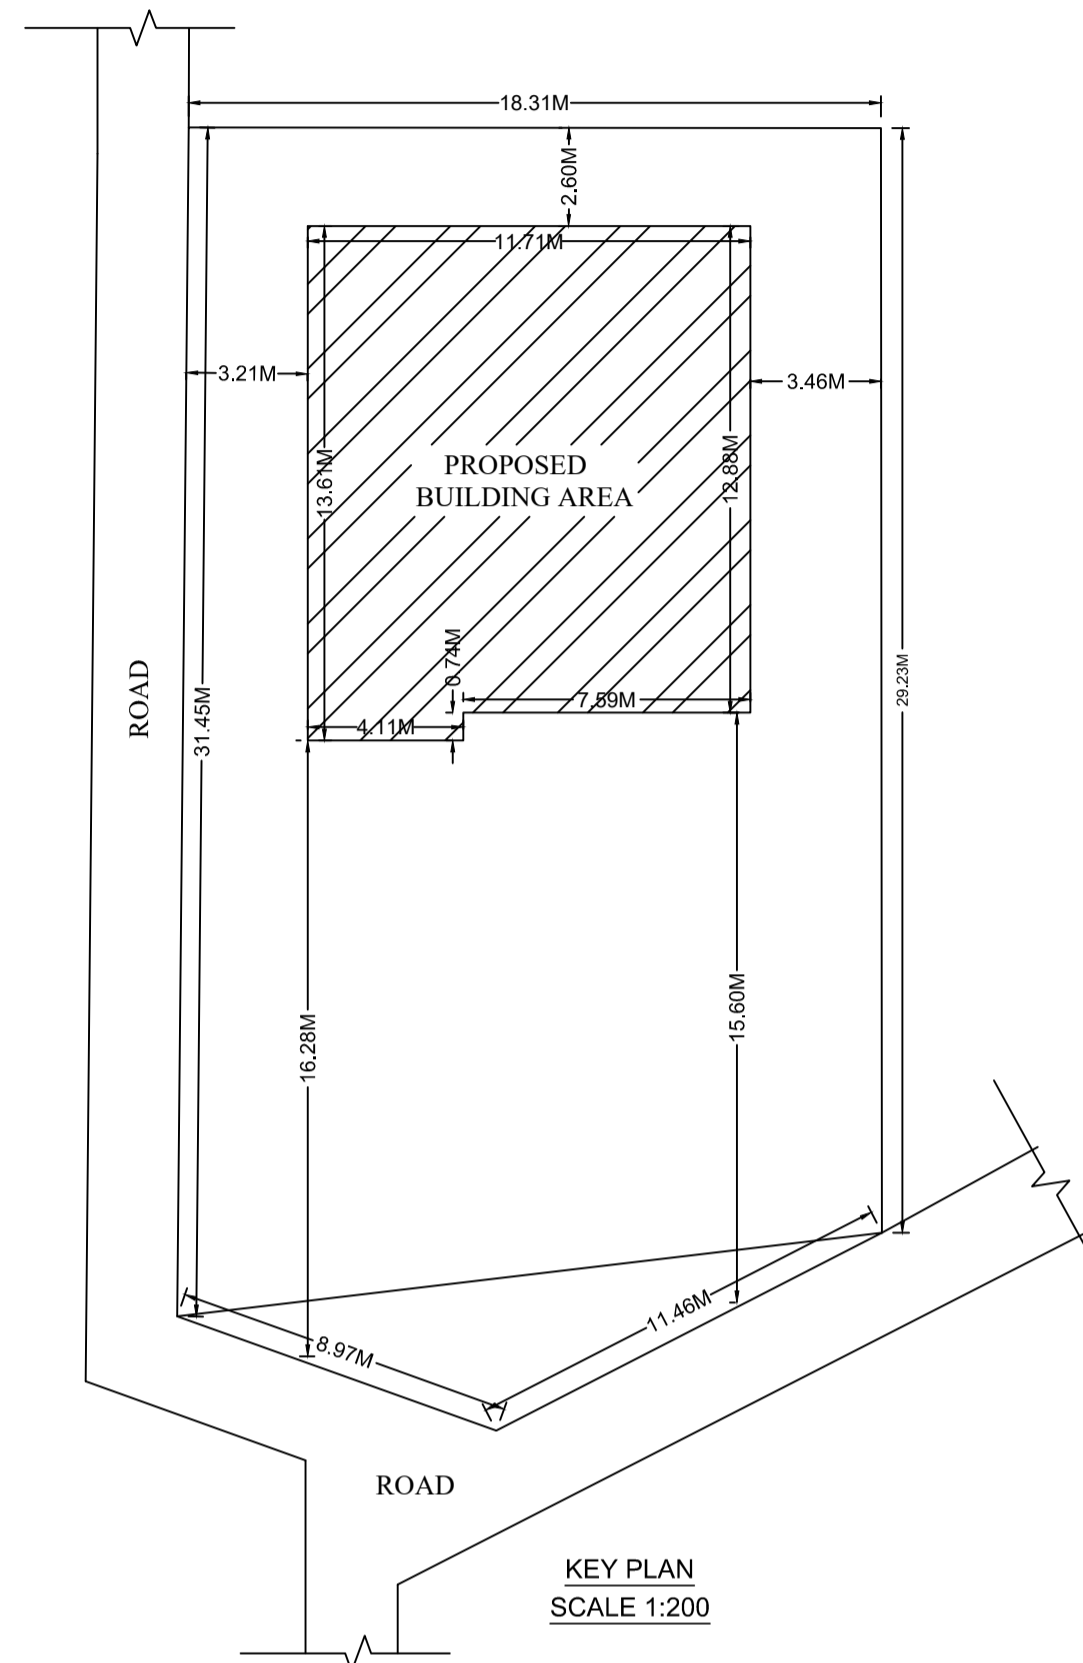 18.31M
2.60M
11.71M
3.21M
3.46M
13.61M
12.88M
PROPOSED
BUILDING AREA
0.74M
7.59M
4.11M
ROAD
31.45M
29.23M
16.28M
15.60M
11.46M
8.97M
ROAD
KEY PLAN
SCALE 1:200